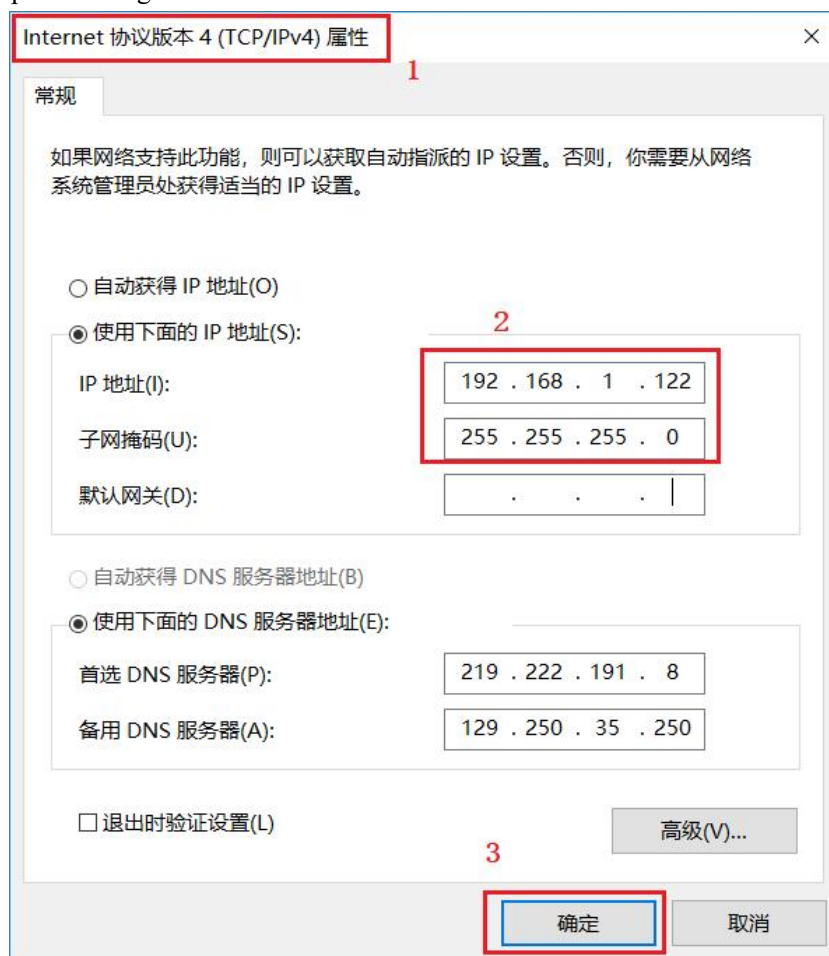 Internet 协议版本 4 (TCP/IPv4) 属性
1
常规
如果网络支持此功能，则可以获取自动指派的 IP 设置。否则，你需要从网络
系统管理员处获得适当的 IP 设置。
自动获得 IP 地址(O)
使用下面的 IP 地址(S):
2
IP 地址(I): 192 . 168 . 1 . 122
子网掩码(U): 255 . 255 . 255 . 0
默认网关(D): . . .
自动获得 DNS 服务器地址(B)
使用下面的 DNS 服务器地址(E):
首选 DNS 服务器(P): 219 . 222 . 191 . 8
备用 DNS 服务器(A): 129 . 250 . 35 . 250
退出时验证设置(L)
高级(V)...
3
确定 取消